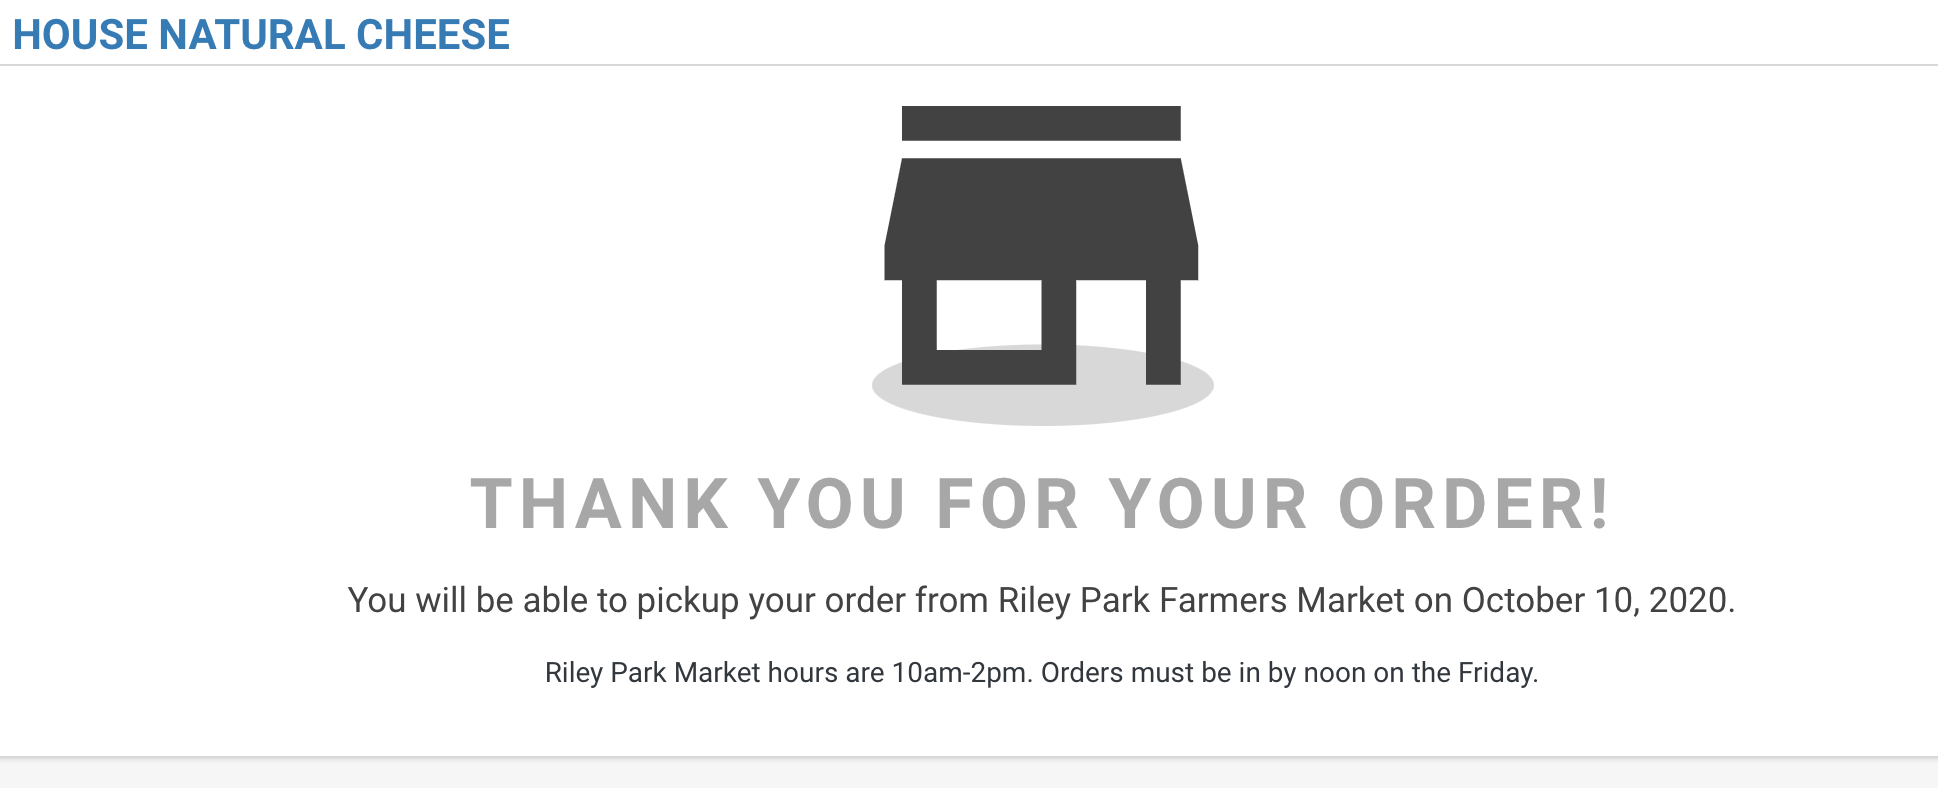 HOUSE NATURAL CHEESE
THANK YOU FOR YOUR ORDER!
You will be able to pickup your order from Riley Park Farmers Market on October 10, 2020.
Riley Park Market hours are 10am-2pm. Orders must be in by noon on the Friday.